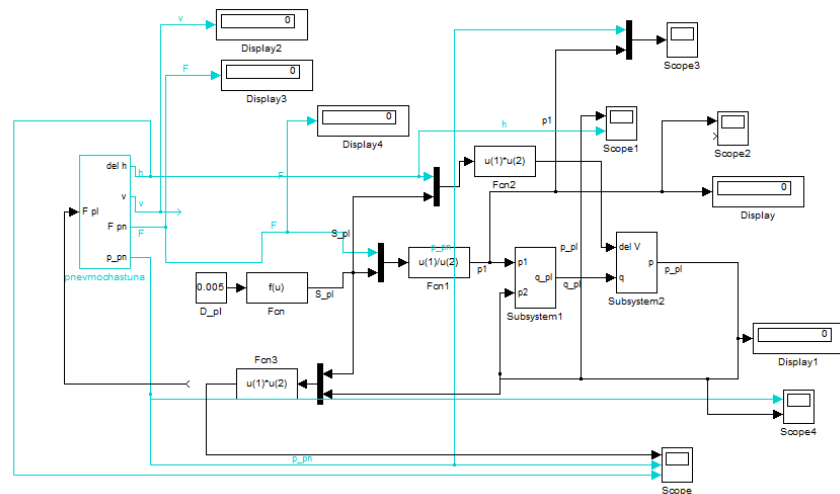 v
0
Display2
F
0
Display3
0
Display4
Scope3
p1
h
Scope1
Scope2
0
Display
del h
h
v
v
F pl
F pn
F
p_pn
pnevmochastuna
F
F
u(1)*u(2)
Fcn2
S_pl
p_pn
u(1)/u(2)
Fcn1
p1
p1
p2
q_pl
Subsystem1
p_pl
q_pl
del V
q
p
Subsystem2
p_pl
0.005
D_pl
f(u)
Fcn
S_pl
0
Display1
Fcn3
u(1)*u(2)
Scope4
p_pn
Scope